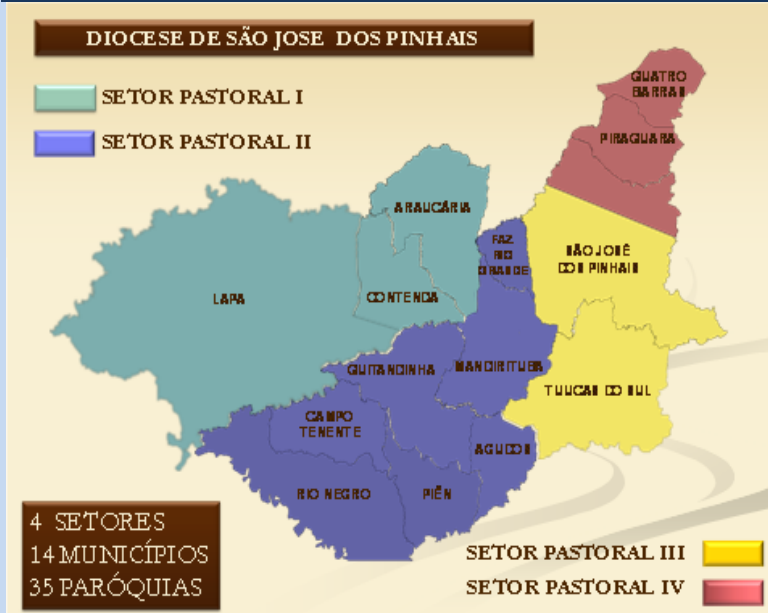 DIOCESE DE SÃO JOSE DOS PINHAIS
SETOR PASTORAL I
SETOR PASTORAL II
QUATRO
BARRAS
PIRAQUARA
ARAUCÁRIA
FAZ
RIO
GRANDE
SÃO JOSÉ
DOS PINHAIS
LAPA
CONTENDA
QUITANDINHA
MANDIRITUBA
TIJUCAS DO SUL
CAMPO
TENENTE
AGUDOS
RIO NEGRO
PIÊN
4 SETORES
14 MUNICÍPIOS
35 PARÓQUIAS
SETOR PASTORAL III
SETOR PASTORAL IV